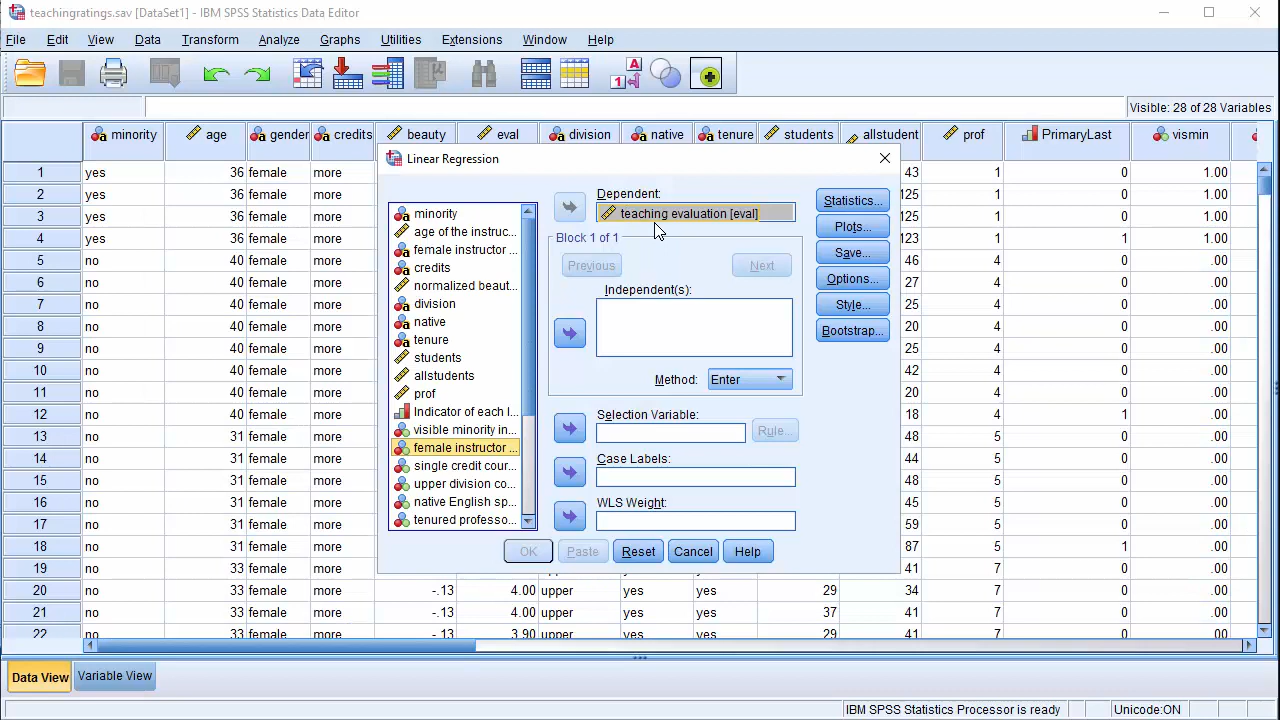 teachingratings.sav [DataSet1] - IBM SPSS Statistics Data Editor
File Edit View Data Transform Analyze Graphs Utilities Extensions Window Help
Visible: 28 of 28 Variables
minority age gender credits beauty eval division native tenure students allstudent prof PrimaryLast vismin
Linear Regression
1 yes 36 female more 43 1 0 1.00
2 yes 36 female more 125 1 0 1.00
3 yes 36 female more 125 1 0 1.00
4 yes 36 female more 123 1 1 1.00
5 no 40 female more 46 4 0 .00
6 no 40 female more 54 4 0 .00
7 no 40 female more 51 4 0 .00
8 no 40 female more 20 4 0 .00
9 no 40 female more 25 4 0 .00
10 no 40 female more 42 4 0 .00
11 no 40 female more 20 4 0 .00
12 no 40 female more 18 4 1 .00
13 no 31 female more 48 5 0 .00
14 no 31 female more 44 5 0 .00
15 no 31 female more 48 5 0 .00
16 no 31 female more 45 5 0 .00
17 no 31 female more 59 5 0 .00
18 no 31 female more 87 5 1 .00
19 no 33 female more 41 7 0 .00
20 no 33 female more -.13 4.00 upper yes yes 29 41 7 0 .00
21 no 33 female more -.13 4.00 upper yes yes 37 41 7 0 .00
22 no 33 female more -.13 3.90 upper yes yes 29 41 7 0 .00
minority
age of the instruc...
female instructor ...
credits
normalized beaut...
division
native
tenure
students
allstudents
prof
Indicator of each l...
visible minority in...
female instructor ...
single credit cour...
upper division co...
native English sp...
tenured professo...
Dependent:
teaching evaluation [eval]
Block 1 of 1
Previous Next
Independent(s):
Method: Enter
Selection Variable:
Rule...
Case Labels:
WLS Weight:
Statistics...
Plots...
Save...
Options...
Style...
Bootstrap...
OK Paste Reset Cancel Help
Data View Variable View
IBM SPSS Statistics Processor is ready Unicode:ON